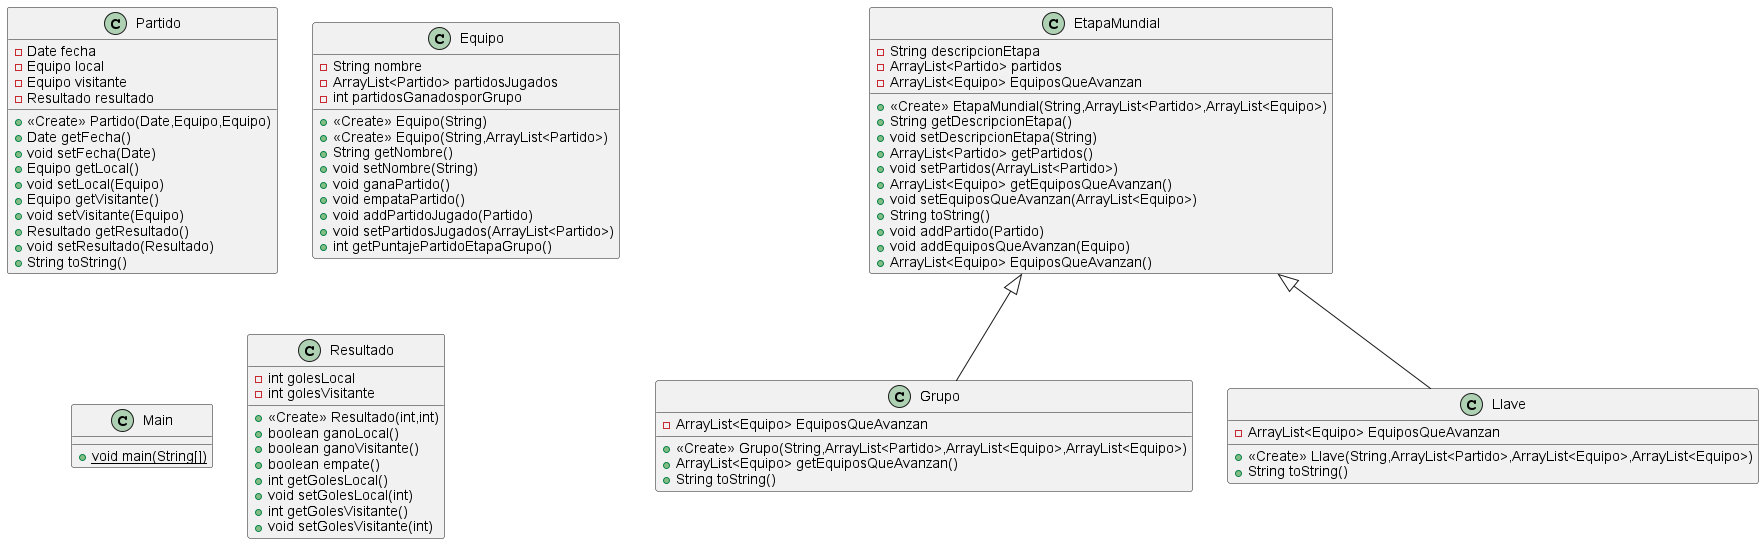 C Partido
Date fecha
Equipo local
Equipo visitante
Resultado resultado
«Create» Partido(Date,Equipo,Equipo)
Date getFecha()
void setFecha(Date)
Equipo getLocal()
void setLocal(Equipo)
Equipo getVisitante()
void setVisitante(Equipo)
Resultado getResultado()
void setResultado(Resultado)
String toString()
C Equipo
String nombre
ArrayList<Partido> partidosJugados
int partidosGanadosporGrupo
«Create» Equipo(String)
«Create» Equipo(String,ArrayList<Partido>)
String getNombre()
void setNombre(String)
void ganaPartido()
void empataPartido()
void addPartidoJugado(Partido)
void setPartidosJugados(ArrayList<Partido>)
int getPuntajePartidoEtapaGrupo()
C EtapaMundial
String descripcionEtapa
ArrayList<Partido> partidos
ArrayList<Equipo> EquiposQueAvanzan
«Create» EtapaMundial(String,ArrayList<Partido>,ArrayList<Equipo>)
String getDescripcionEtapa()
void setDescripcionEtapa(String)
ArrayList<Partido> getPartidos()
void setPartidos(ArrayList<Partido>)
ArrayList<Equipo> getEquiposQueAvanzan()
void setEquiposQueAvanzan(ArrayList<Equipo>)
String toString()
void addPartido(Partido)
void addEquiposQueAvanzan(Equipo)
ArrayList<Equipo> EquiposQueAvanzan()
C Main
void main(String[])
C Resultado
int golesLocal
int golesVisitante
«Create» Resultado(int,int)
boolean ganoLocal()
boolean ganoVisitante()
boolean empate()
int getGolesLocal()
void setGolesLocal(int)
int getGolesVisitante()
void setGolesVisitante(int)
C Grupo
ArrayList<Equipo> EquiposQueAvanzan
«Create» Grupo(String,ArrayList<Partido>,ArrayList<Equipo>,ArrayList<Equipo>)
ArrayList<Equipo> getEquiposQueAvanzan()
String toString()
C Llave
ArrayList<Equipo> EquiposQueAvanzan
«Create» Llave(String,ArrayList<Partido>,ArrayList<Equipo>,ArrayList<Equipo>)
String toString()